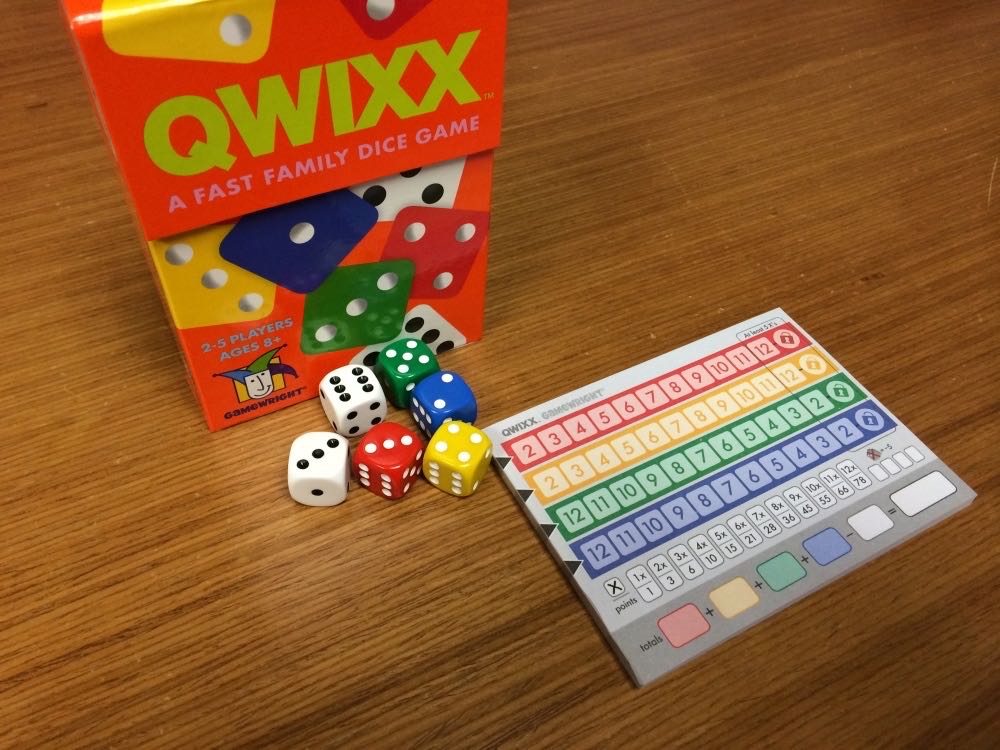 QWIXX™
A FAST FAMILY DICE GAME
2-5 PLAYERS
AGES 8+
GAMEWRIGHT®
At least 5 X's
QWIXX GAMEWRIGHT
2 3 4 5 6 7 8 9 10 11 12
2 3 4 5 6 7 8 9 10 11 12
12 11 10 9 8 7 6 5 4 3 2
12 11 10 9 8 7 6 5 4 3 2
X 1x 2x 3x 4x 5x 6x 7x 8x 9x 10x 11x 12x
points 1 3 6 10 15 21 28 36 45 55 66 78
= -5
totals + + + - =